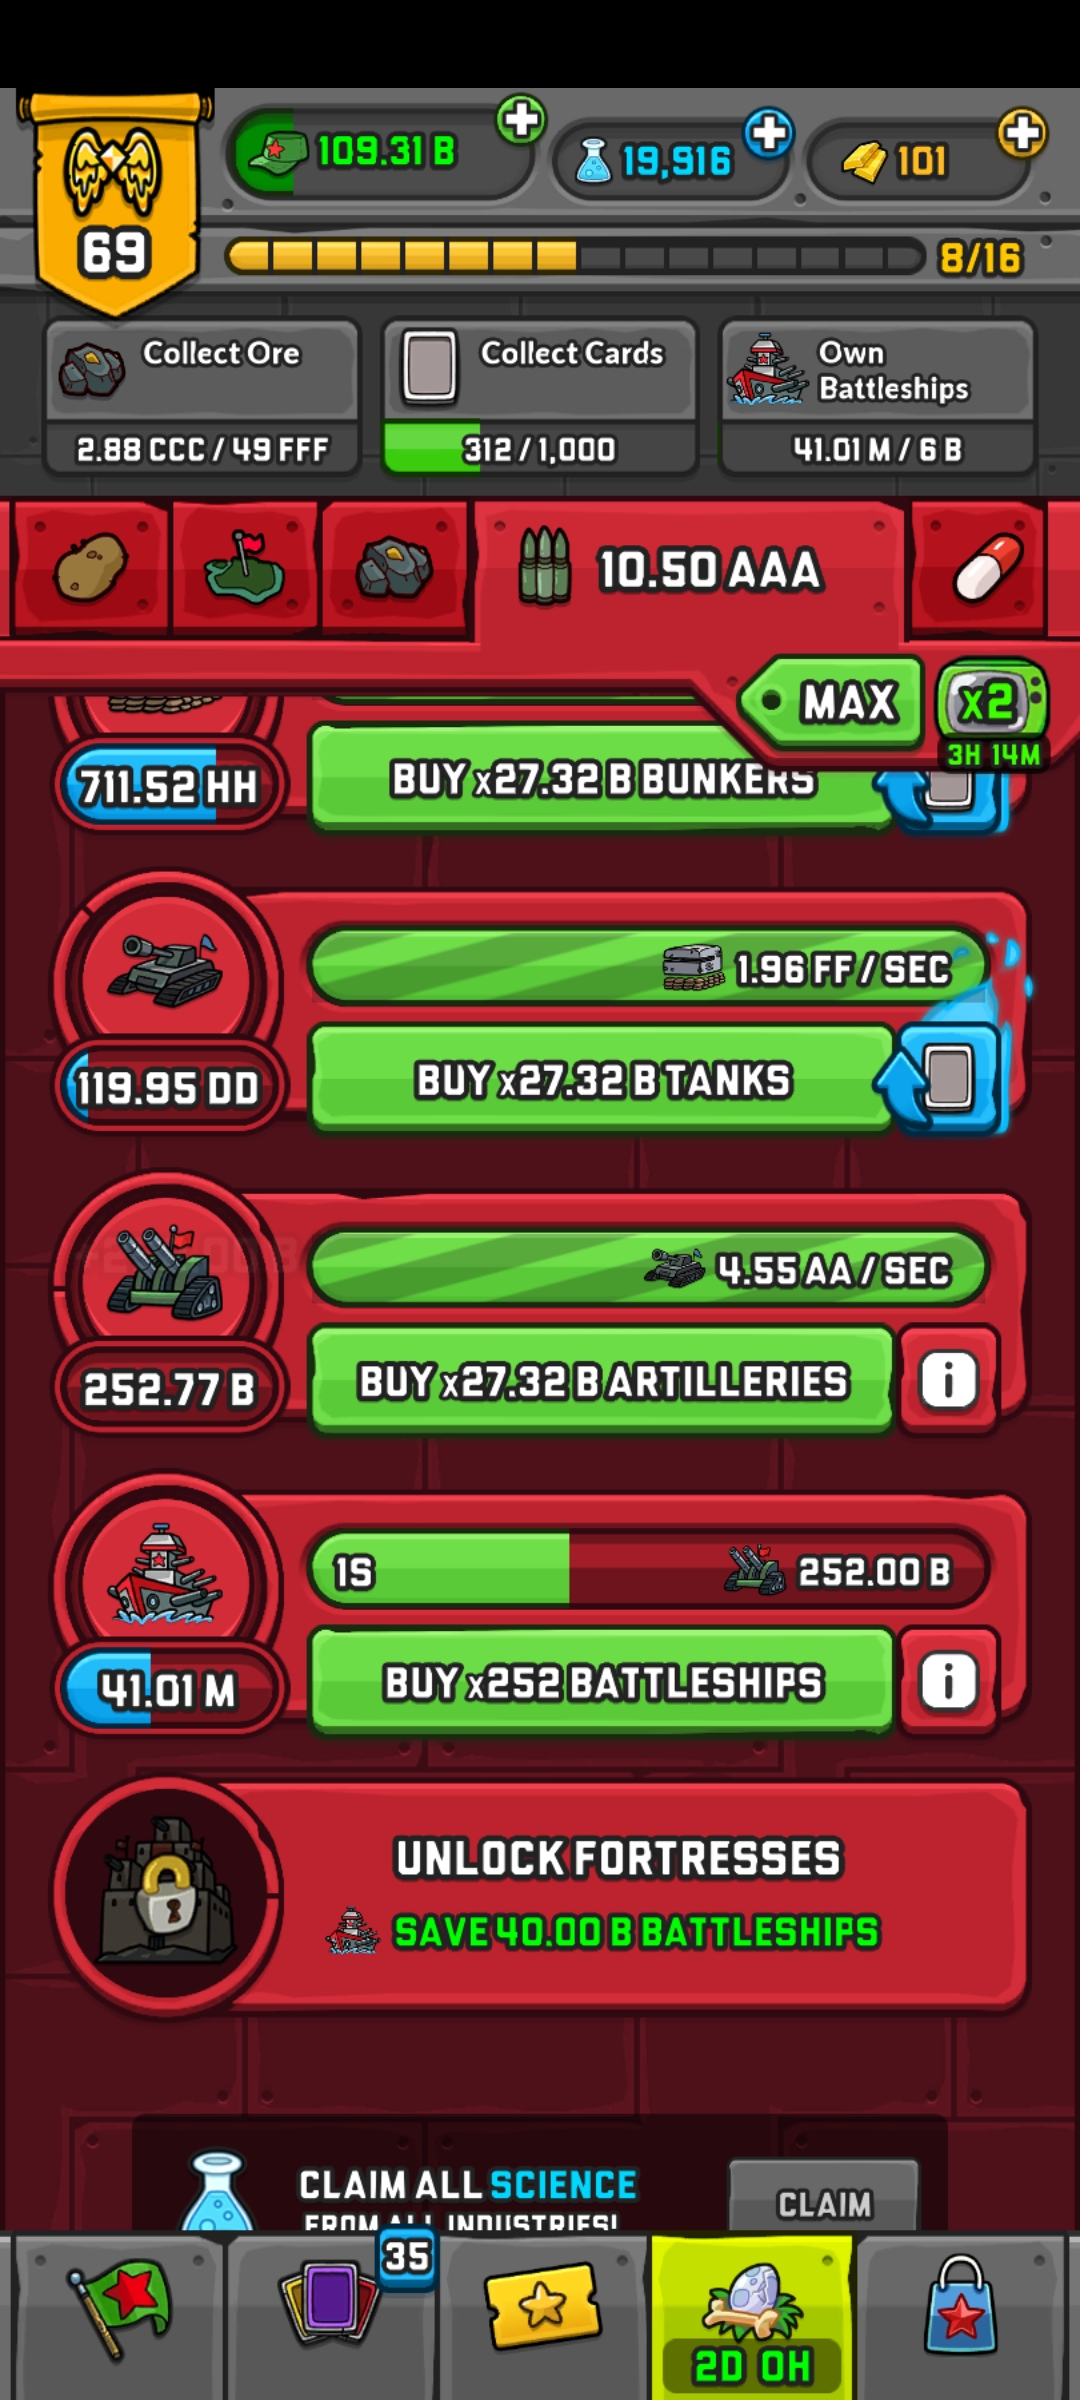 69
109.31 B
19,916
101
8/16
Collect Ore
2.88 CCC / 49 FFF
Collect Cards
312 / 1,000
Own
Battleships
41.01 M / 6 B
10.50 AAA
MAX
x2
3H 14M
711.52 HH
BUY x27.32 B BUNKERS
1.96 FF / SEC
119.95 DD
BUY x27.32 B TANKS
4.55 AA / SEC
252.77 B
BUY x27.32 B ARTILLERIES
i
1S
252.00 B
41.01 M
BUY x252 BATTLESHIPS
i
UNLOCK FORTRESSES
SAVE 40.00 B BATTLESHIPS
CLAIM ALL SCIENCE
FROM ALL INDUSTRIES!
CLAIM
35
2D 0H